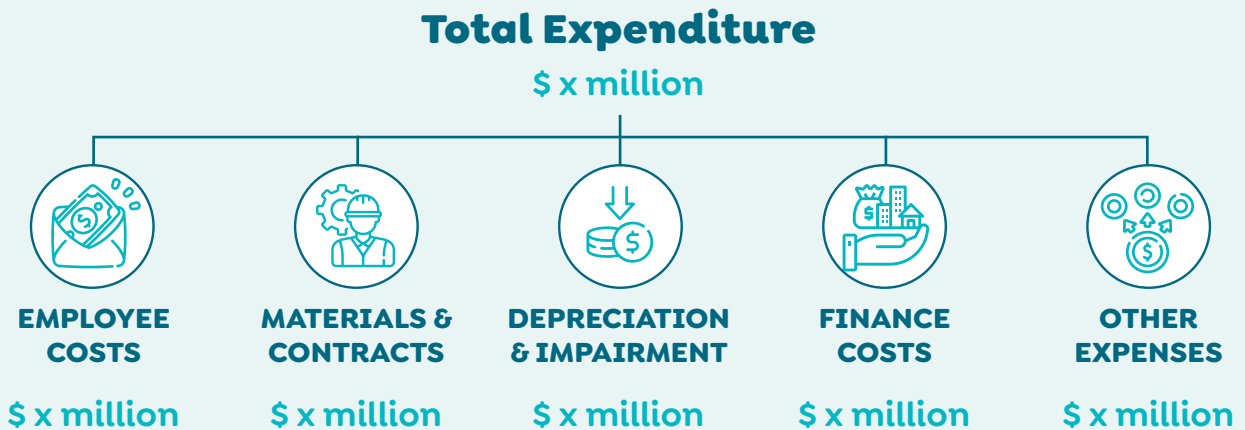 Total Expenditure
$ x million
EMPLOYEE
COSTS
$ x million
MATERIALS &
CONTRACTS
$ x million
DEPRECIATION
& IMPAIRMENT
$ x million
FINANCE
COSTS
$ x million
OTHER
EXPENSES
$ x million